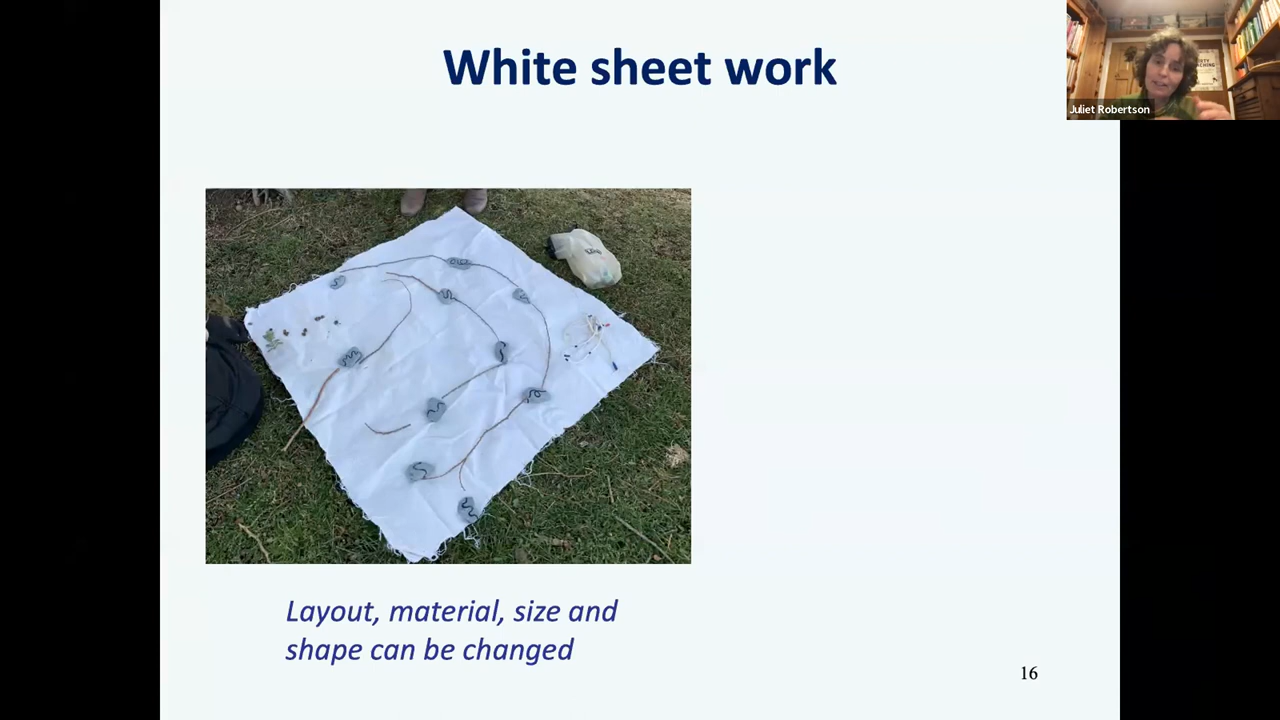 White sheet work
Juliet Robertson
Layout, material, size and
shape can be changed
16